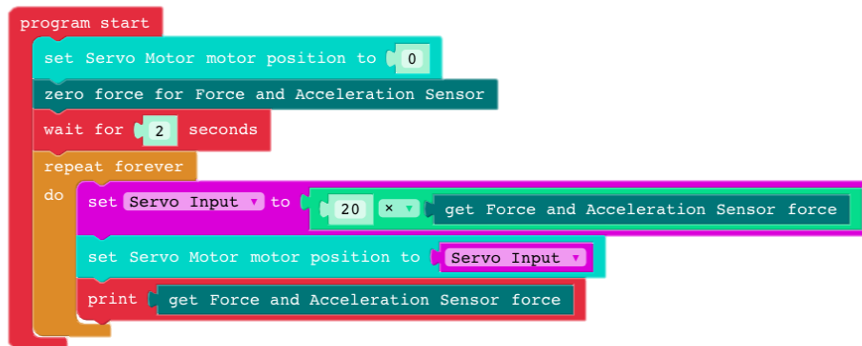 program start
set Servo Motor motor position to 0
zero force for Force and Acceleration Sensor
wait for 2 seconds
repeat forever
do set Servo Input ▾ to 20 × ▾ get Force and Acceleration Sensor force
set Servo Motor motor position to Servo Input ▾
print get Force and Acceleration Sensor force